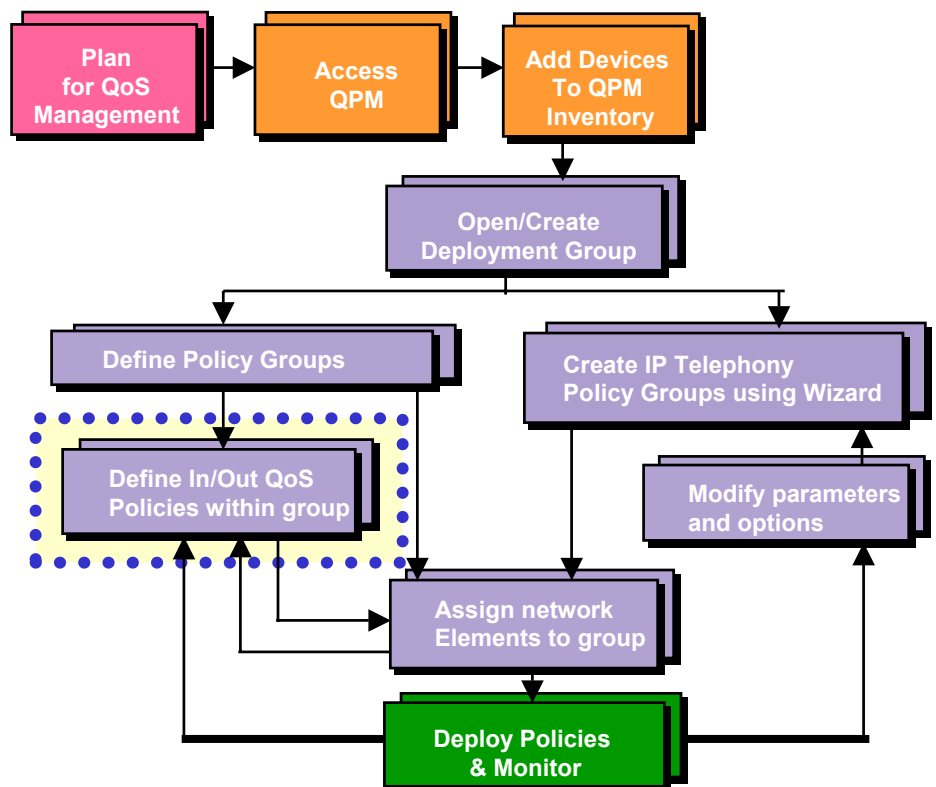 Plan
for QoS
Management
Access
QPM
Add Devices
To QPM
Inventory
Open/Create
Deployment Group
Define Policy Groups
Create IP Telephony
Policy Groups using Wizard
Define In/Out QoS
Policies within group
Modify parameters
and options
Assign network
Elements to group
Deploy Policies
& Monitor